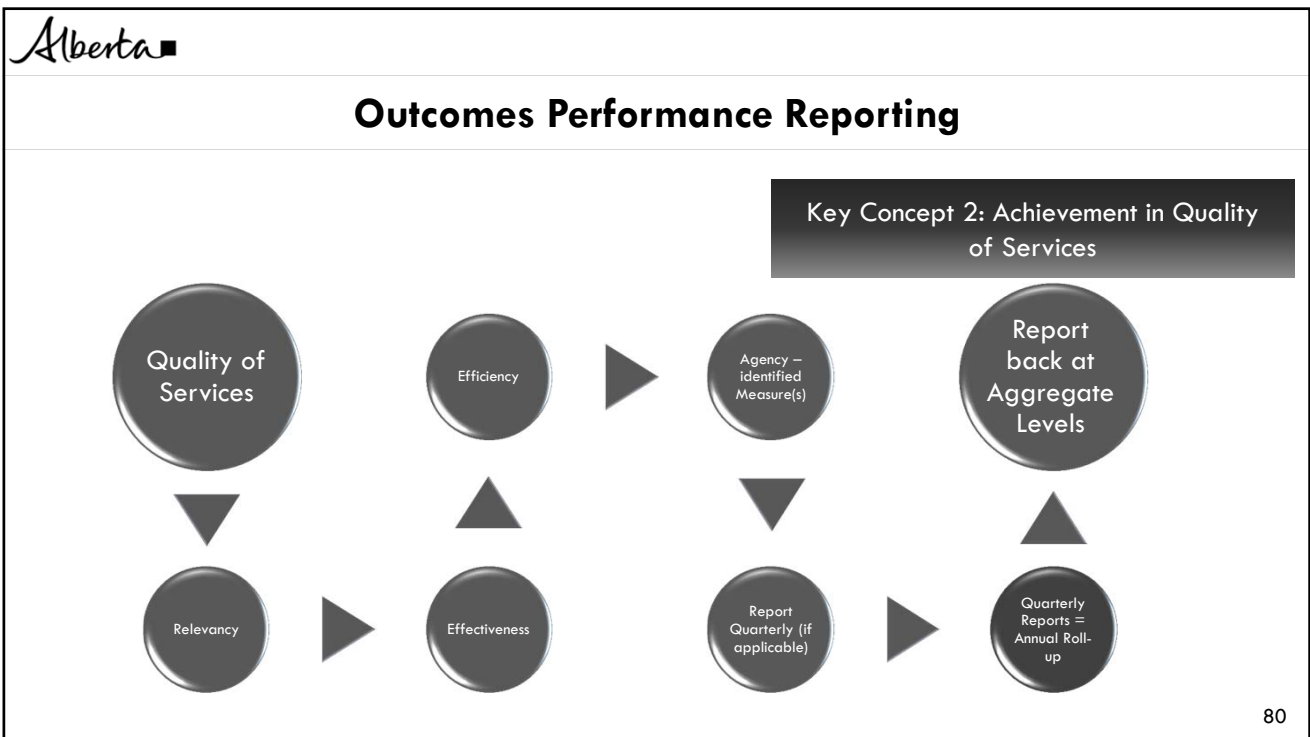 Alberta
Outcomes Performance Reporting
Key Concept 2: Achievement in Quality
of Services
Quality of
Services
Relevancy
Effectiveness
Efficiency
Agency –
identified
Measure(s)
Report
Quarterly (if
applicable)
Quarterly
Reports =
Annual Roll-
up
Report
back at
Aggregate
Levels
80